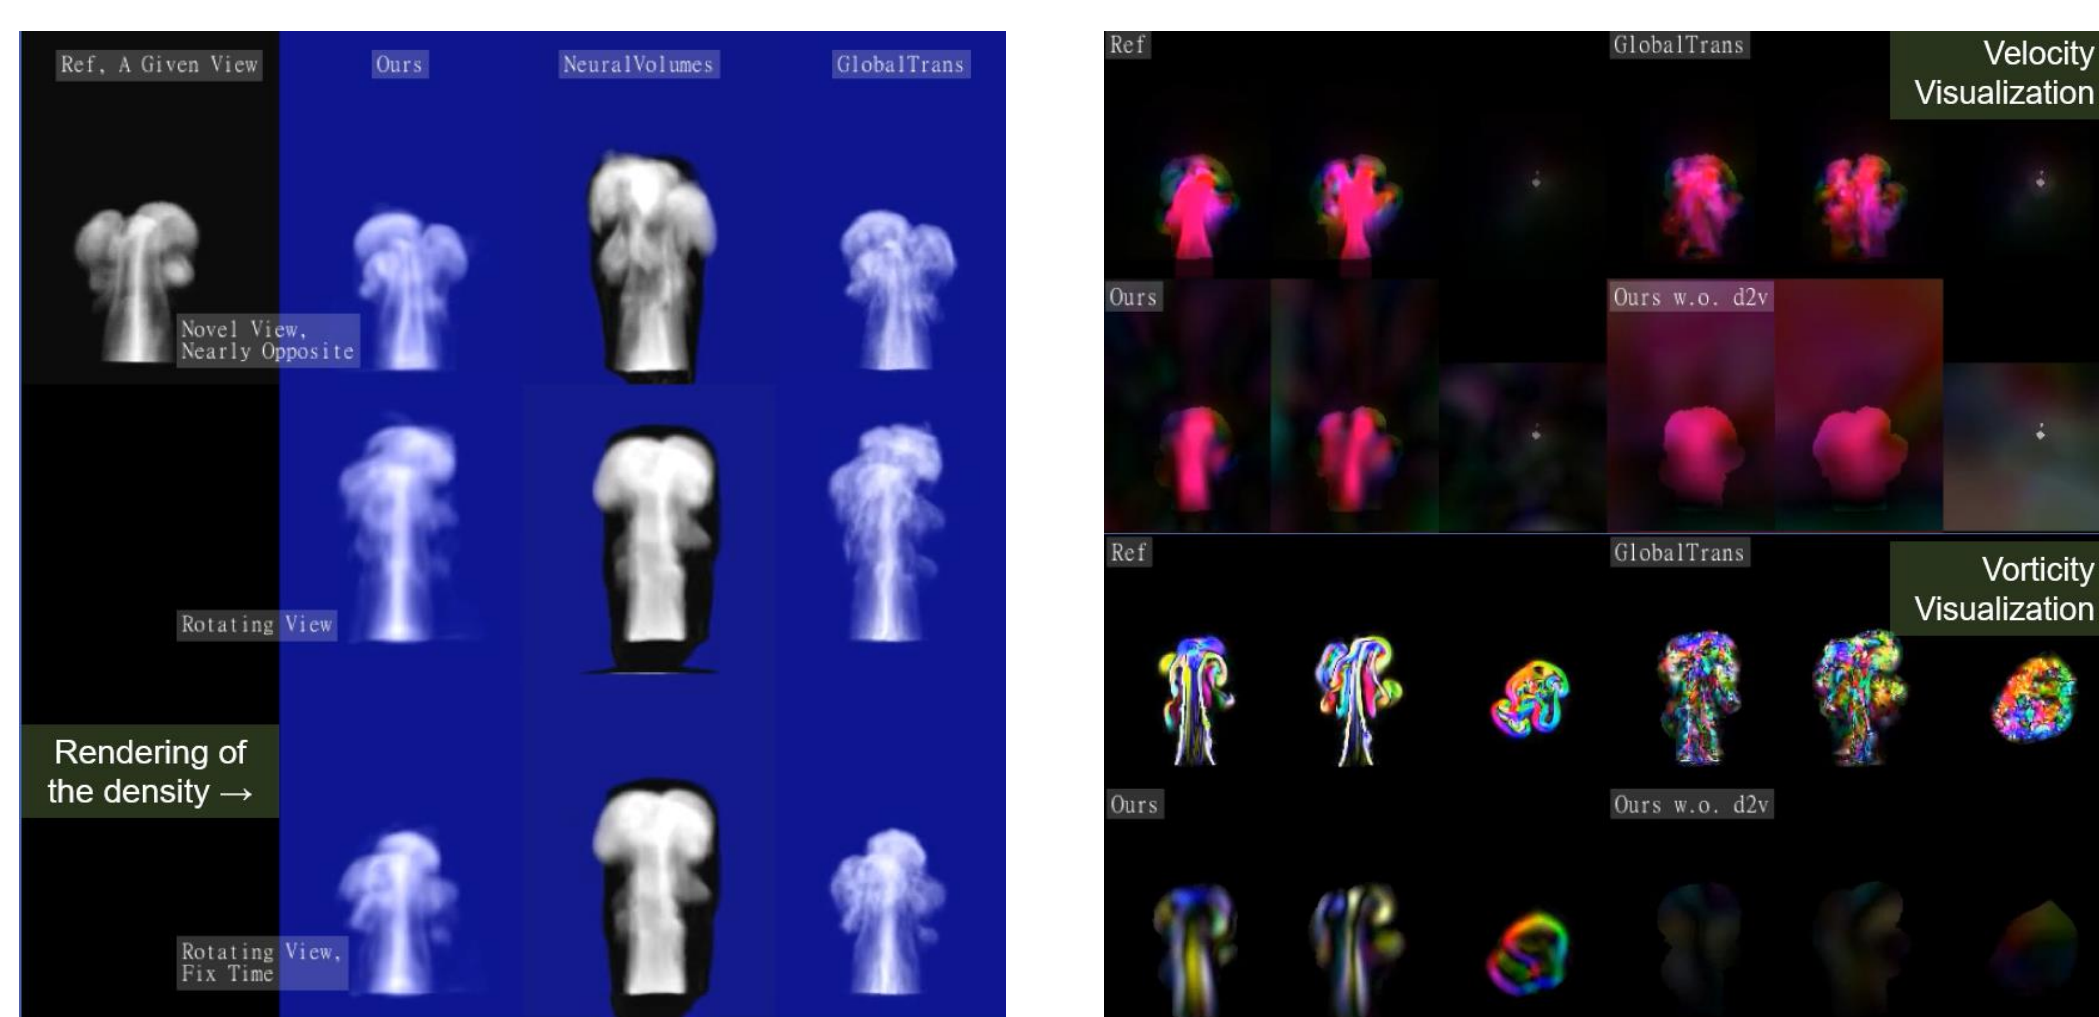 Ref, A Given View
Ours
NeuralVolumes
GlobalTrans
Novel View,
Nearly Opposite
Rotating View
Rendering of
the density →
Rotating View,
Fix Time
Ref
GlobalTrans
Velocity
Visualization
Ours
Ours w.o. d2v
Ref
GlobalTrans
Vorticity
Visualization
Ours
Ours w.o. d2v